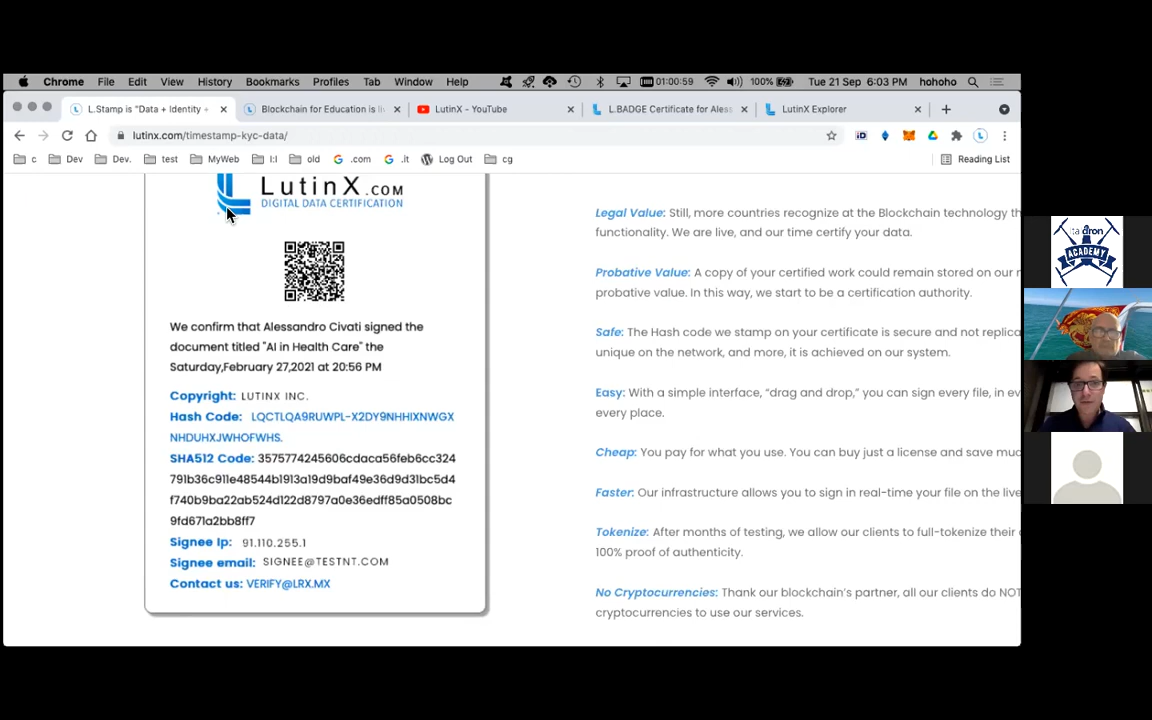 Chrome File Edit View History Bookmarks Profiles Tab Window Help 01:00:59 100% Tue 21 Sep 6:03 PM hohoho
L.Stamp is "Data + Identity + Blockchain for Education is li LutinX - YouTube L.BADGE Certificate for Aless LutinX Explorer
lutinx.com/timestamp-kyc-data/
c Dev Dev. test MyWeb l:l old .com .lt Log Out cg Reading List
LutinX.COM
DIGITAL DATA CERTIFICATION
We confirm that Alessandro Civati signed the
document titled "AI in Health Care" the
Saturday,February 27,2021 at 20:56 PM
Copyright: LUTINX INC.
Hash Code: LQCTLQA9RUWPL-X2DY9NHHIXNWGX
NHDUHXJWHOFWHS.
SHA512 Code: 3575774245606cdaca56feb6cc324
791b36c911e48544b1913a19d9baf49e36d9d31bc5d4
f740b9ba22ab524d122d8797a0e36edff85a0508bc
9fd671a2bb8ff7
Signee Ip: 91.110.255.1
Signee email: SIGNEE@TESTNT.COM
Contact us: VERIFY@LRX.MX
Legal Value: Still, more countries recognize at the Blockchain technology th
functionality. We are live, and our time certify your data.
Probative Value: A copy of your certified work could remain stored on our
probative value. In this way, we start to be a certification authority.
Safe: The Hash code we stamp on your certificate is secure and not replica
unique on the network, and more, it is achieved on our system.
Easy: With a simple interface, “drag and drop,” you can sign every file, in ev
every place.
Cheap: You pay for what you use. You can buy just a license and save muc
Faster: Our infrastructure allows you to sign in real-time your file on the live
Tokenize: After months of testing, we allow our clients to full-tokenize their
100% proof of authenticity.
No Cryptocurrencies: Thank our blockchain’s partner, all our clients do NOT
cryptocurrencies to use our services.
ita dron
ACADEMY